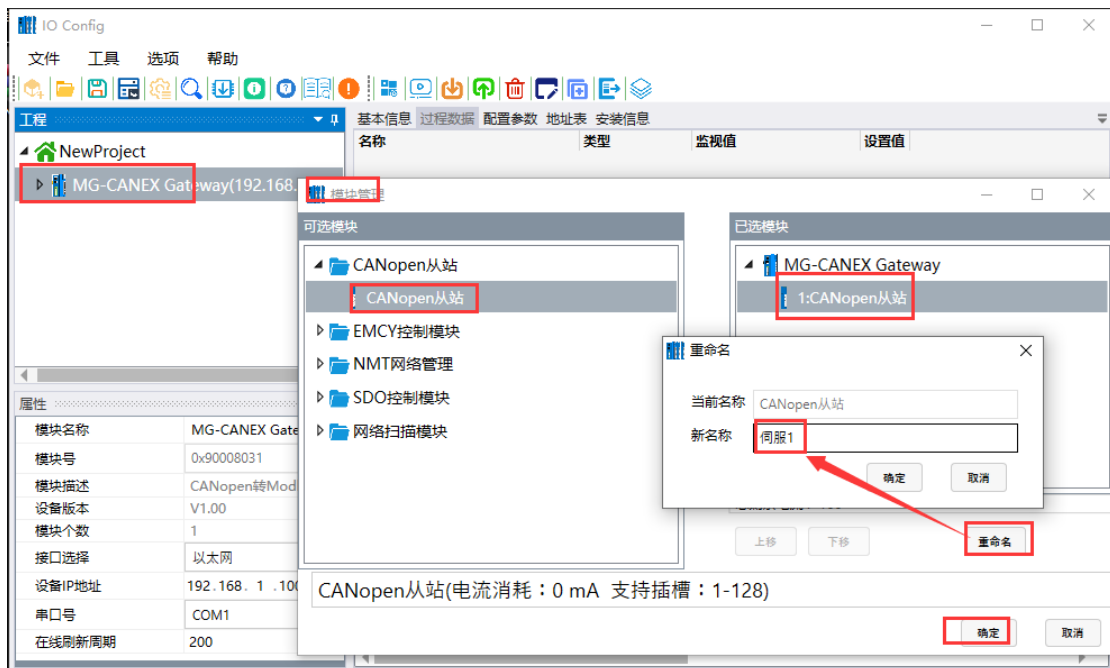 IO Config
文件 工具 选项 帮助
工程
NewProject
MG-CANEX Gateway(192.168.
基本信息 过程数据 配置参数 地址表 安装信息
名称 类型 监视值 设置值
模块管理
可选模块
CANopen从站
CANopen从站
EMCY控制模块
NMT网络管理
SDO控制模块
网络扫描模块
已选模块
MG-CANEX Gateway
1:CANopen从站
重命名
当前名称 CANopen从站
新名称 伺服1
确定 取消
上移 下移 重命名
CANopen从站(电流消耗：0 mA 支持插槽：1-128)
确定 取消
属性
模块名称 MG-CANEX Gate
模块号 0x90008031
模块描述 CANopen转Mod
设备版本 V1.00
模块个数 1
接口选择 以太网
设备IP地址 192.168. 1 .100
串口号 COM1
在线刷新周期 200